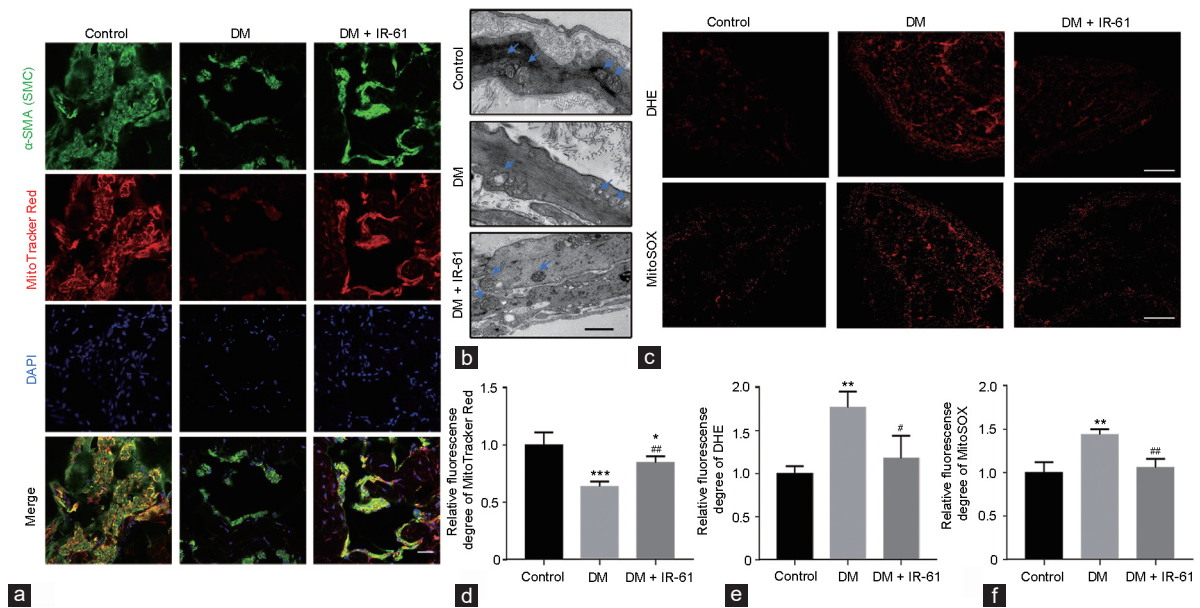 Control
DM
DM + IR-61
α-SMA (SMC)
MitoTracker Red
DAPI
Merge
a
Control
DM
DM + IR-61
b
Control
DM
DM + IR-61
DHE
MitoSOX
c
Relative fluorescense
degree of MitoTracker Red
1.5
1.0
0.5
0
***
*
##
Control
DM
DM + IR-61
d
Relative fluorescense
degree of DHE
2.0
1.5
1.0
0.5
0
**
#
Control
DM
DM + IR-61
e
Relative fluorescense
degree of MitoSOX
2.0
1.5
1.0
0.5
0
**
##
Control
DM
DM + IR-61
f